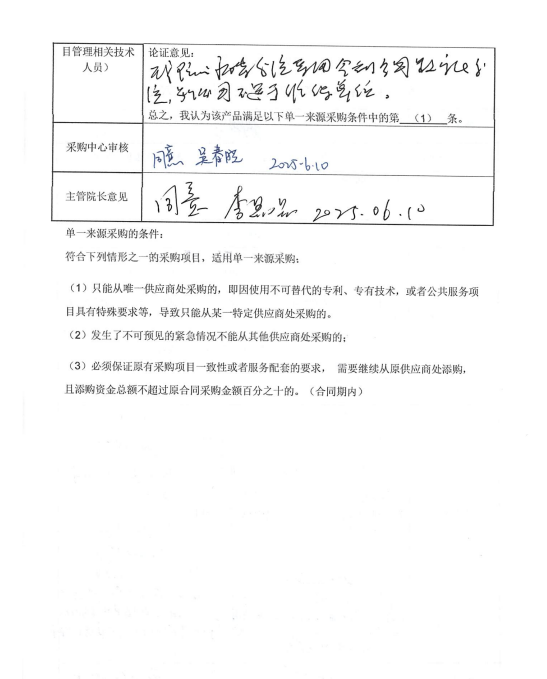 目管理相关技术
人员）
论证意见：
总之，我认为该产品满足以下单一来源采购条件中的第 （1） 条。
采购中心审核
同意 吴春晓 2025-6-10
主管院长意见
同意 李 2025.06.10
单一来源采购的条件：
符合下列情形之一的采购项目，适用单一来源采购；
（1）只能从唯一供应商处采购的，即因使用不可替代的专利、专有技术，或者公共服务项
目具有特殊要求等，导致只能从某一特定供应商处采购的。
（2）发生了不可预见的紧急情况不能从其他供应商处采购的；
（3）必须保证原有采购项目一致性或者服务配套的要求， 需要继续从原供应商处添购，
且添购资金总额不超过原合同采购金额百分之十的。（合同期内）